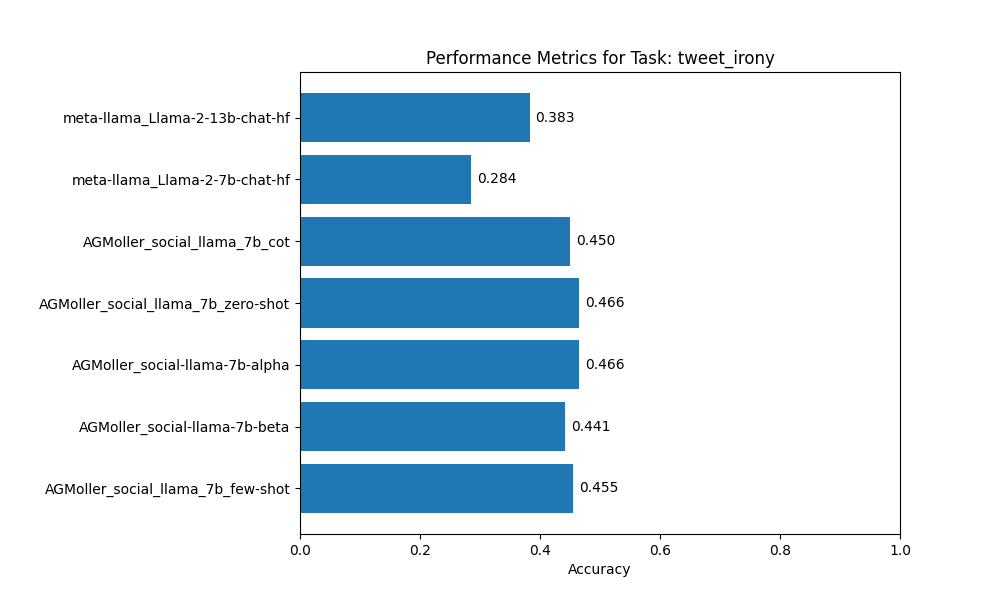 Performance Metrics for Task: tweet_irony
meta-llama_Llama-2-13b-chat-hf 0.383
meta-llama_Llama-2-7b-chat-hf 0.284
AGMoller_social_llama_7b_cot 0.450
AGMoller_social_llama_7b_zero-shot 0.466
AGMoller_social-llama-7b-alpha 0.466
AGMoller_social-llama-7b-beta 0.441
AGMoller_social_llama_7b_few-shot 0.455
0.0 0.2 0.4 0.6 0.8 1.0
Accuracy